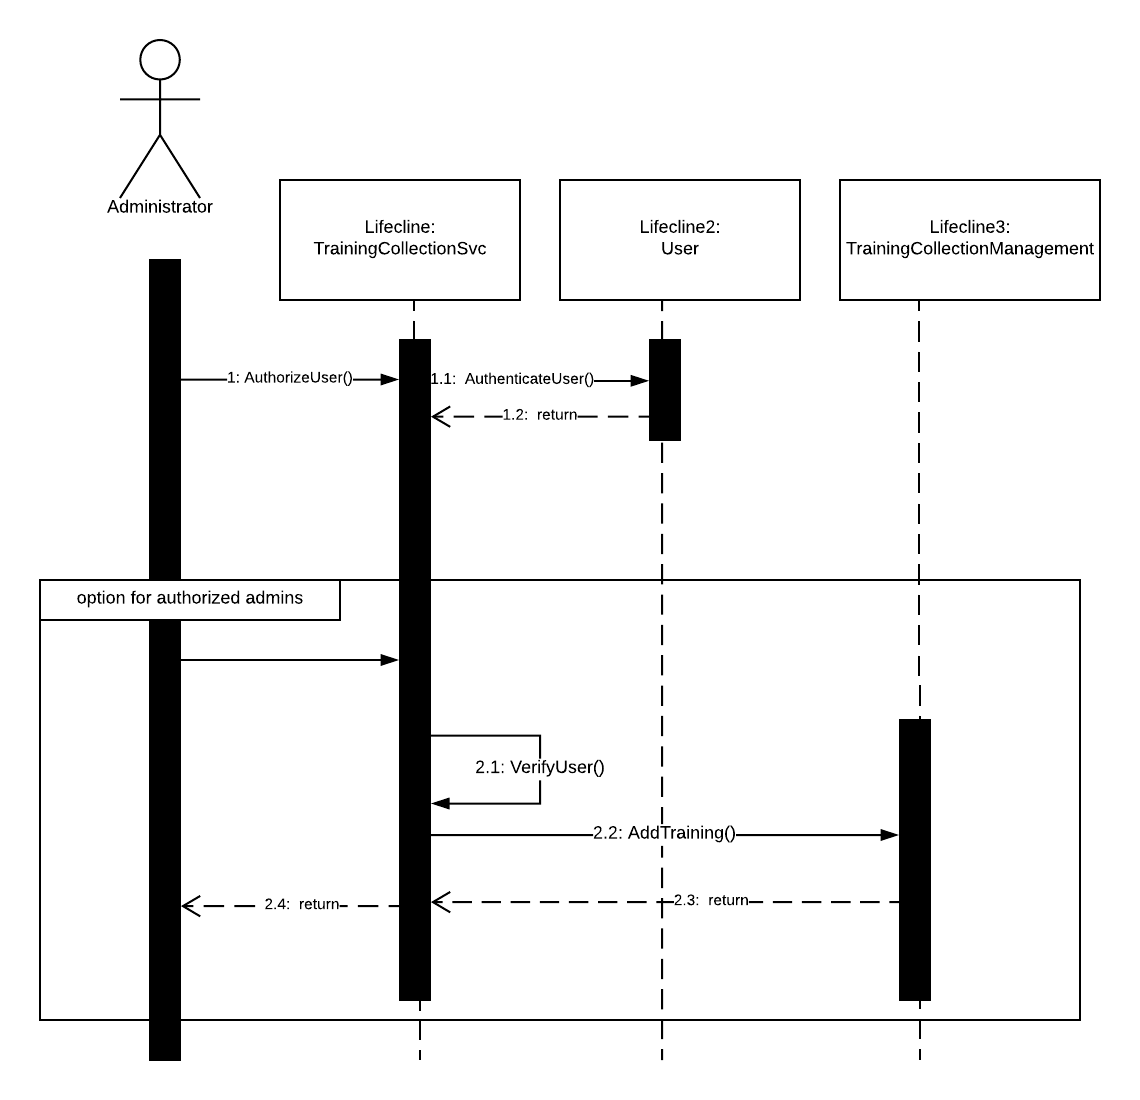 Administrator
Lifecline:
TrainingCollectionSvc
Lifecline2:
User
Lifecline3:
TrainingCollectionManagement
1: AuthorizeUser()
1.1:  AuthenticateUser()
1.2:  return
option for authorized admins
2.1: VerifyUser()
2.2: AddTraining()
2.3:  return
2.4:  return